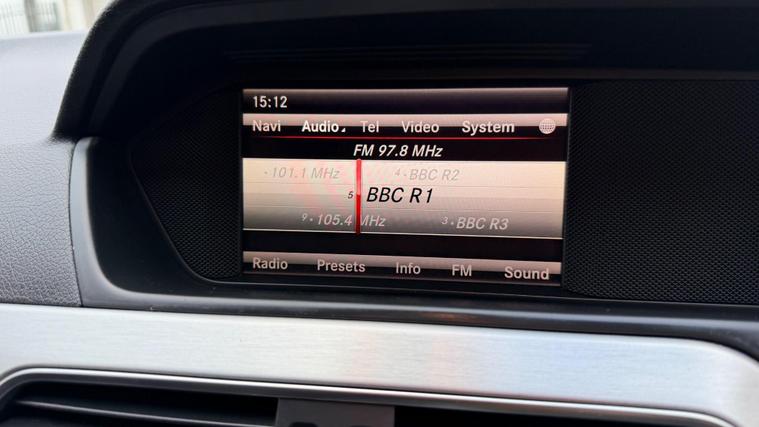 15:12
Navi Audio Tel Video System
FM 97.8 MHz
101.1 MHz 4 BBC R2
5 BBC R1
9 105.4 MHz 3 BBC R3
Radio Presets Info FM Sound